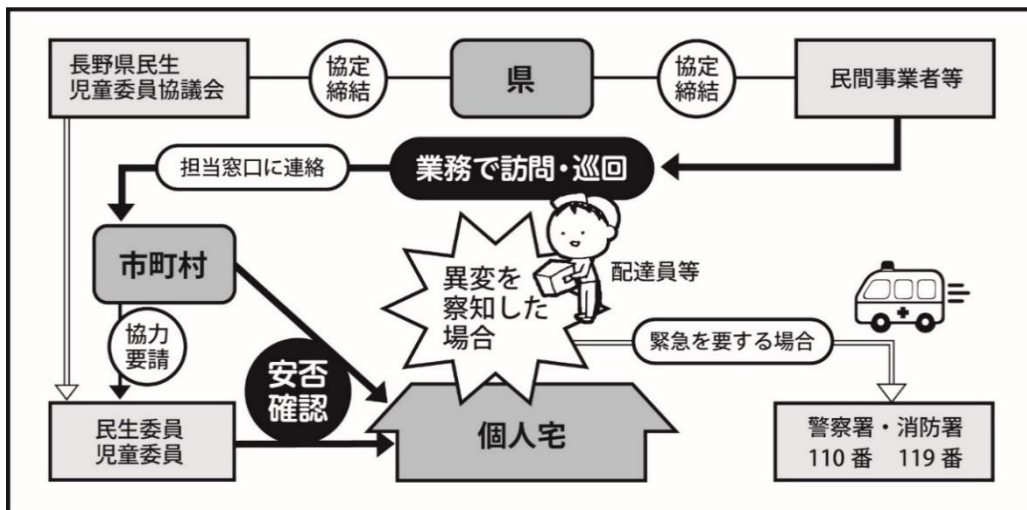 長野県民生
児童委員協議会
協定
締結
県
協定
締結
民間事業者等
担当窓口に連絡
業務で訪問・巡回
市町村
異変を
察知した
場合
配達員等
協力
要請
安否
確認
緊急を要する場合
民生委員
児童委員
個人宅
警察署・消防署
110番 119番